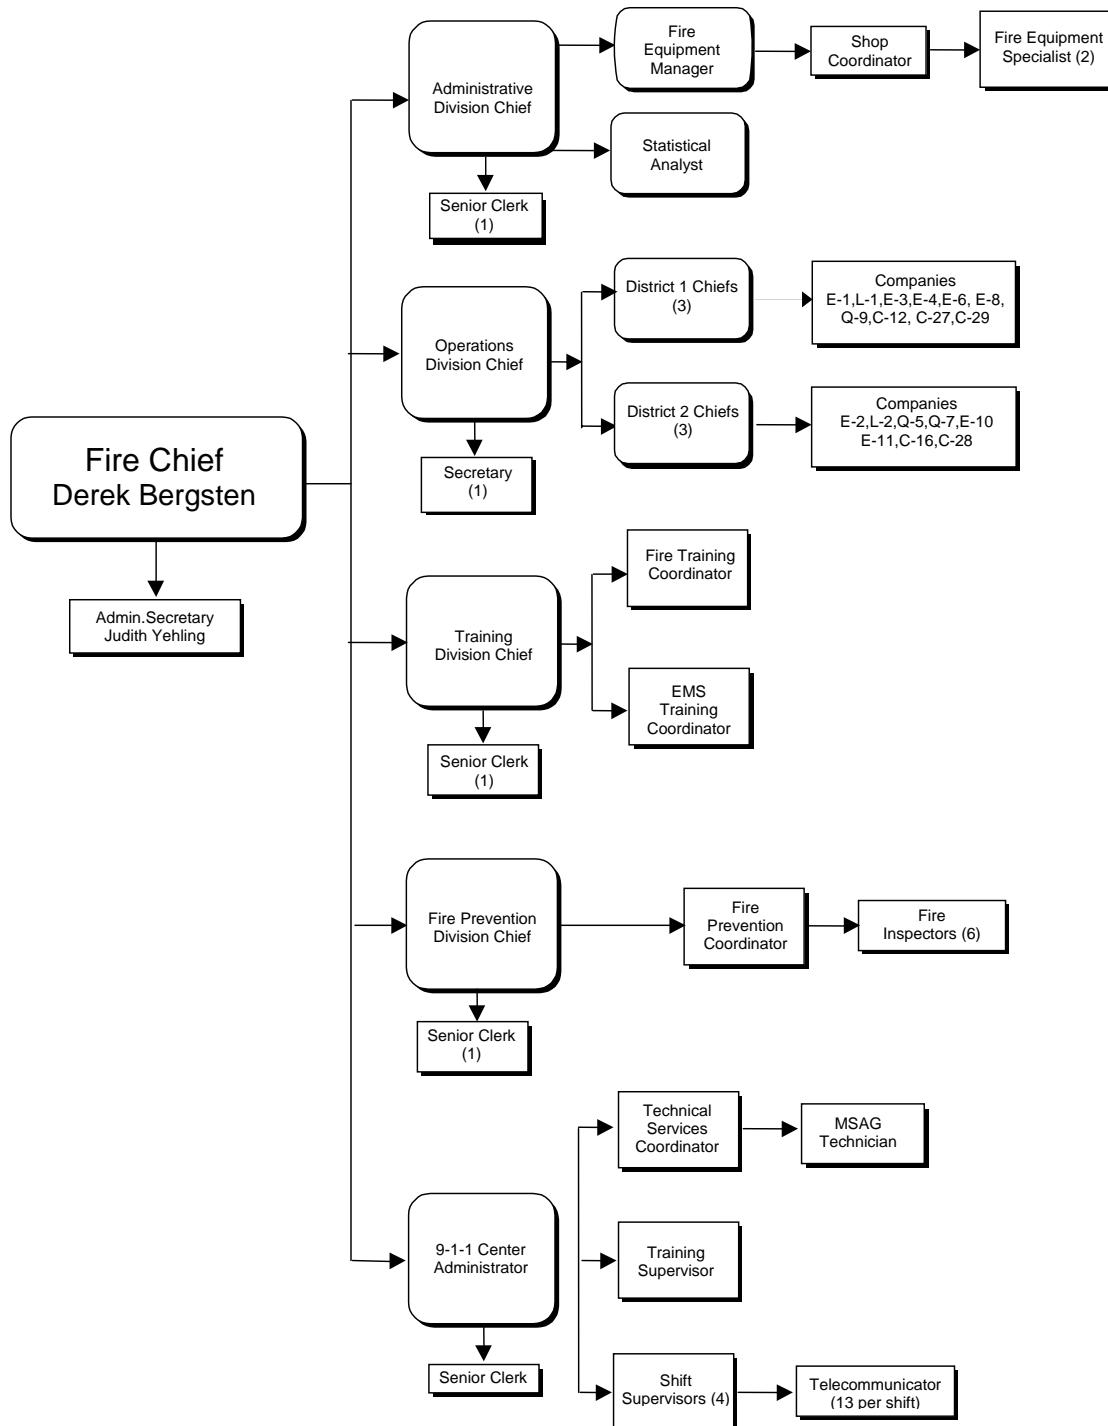 Fire
Equipment
Manager
Shop
Coordinator
Fire Equipment
Specialist (2)
Administrative
Division Chief
Statistical
Analyst
Senior Clerk
(1)
District 1 Chiefs
(3)
Companies
E-1,L-1,E-3,E-4,E-6, E-8,
Q-9,C-12, C-27,C-29
Operations
Division Chief
District 2 Chiefs
(3)
Companies
E-2,L-2,Q-5,Q-7,E-10
E-11,C-16,C-28
Secretary
(1)
Fire Chief
Derek Bergsten
Admin.Secretary
Judith Yehling
Fire Training
Coordinator
Training
Division Chief
EMS
Training
Coordinator
Senior Clerk
(1)
Fire Prevention
Division Chief
Fire
Prevention
Coordinator
Fire
Inspectors (6)
Senior Clerk
(1)
Technical
Services
Coordinator
MSAG
Technician
9-1-1 Center
Administrator
Training
Supervisor
Senior Clerk
Shift
Supervisors (4)
Telecommunicator
(13 per shift)